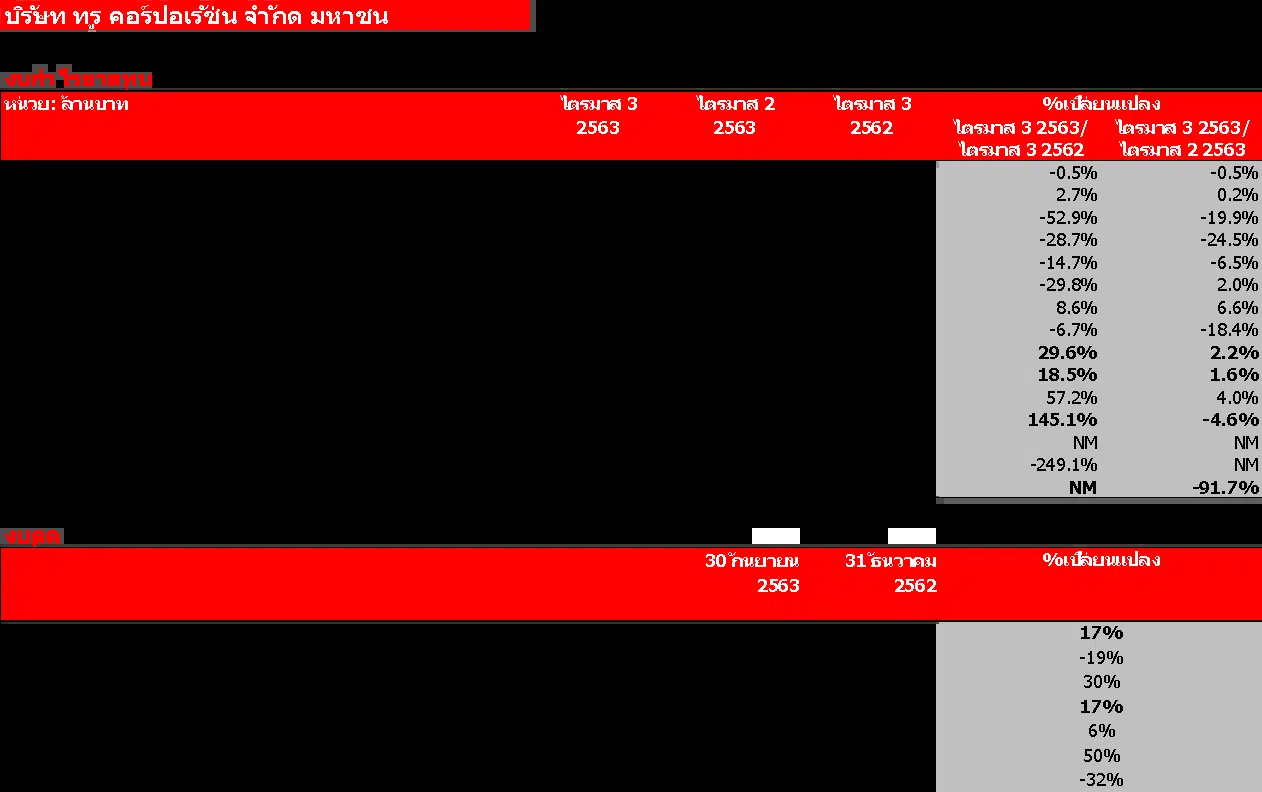 บริษัท ทรู คอร์ปอเรชั่น จำกัด มหาชน
งบกำไรขาดทุน
หน่วย: ล้านบาท ไตรมาส 3 ไตรมาส 2 ไตรมาส 3 %เปลี่ยนแปลง
2563 2563 2562 ไตรมาส 3 2563/ ไตรมาส 3 2563/
ไตรมาส 3 2562 ไตรมาส 2 2563
-0.5% -0.5%
2.7% 0.2%
-52.9% -19.9%
-28.7% -24.5%
-14.7% -6.5%
-29.8% 2.0%
8.6% 6.6%
-6.7% -18.4%
29.6% 2.2%
18.5% 1.6%
57.2% 4.0%
145.1% -4.6%
NM NM
-249.1% NM
NM -91.7%
งบดุล
30 กันยายน 31 ธันวาคม %เปลี่ยนแปลง
2563 2562
17%
-19%
30%
17%
6%
50%
-32%